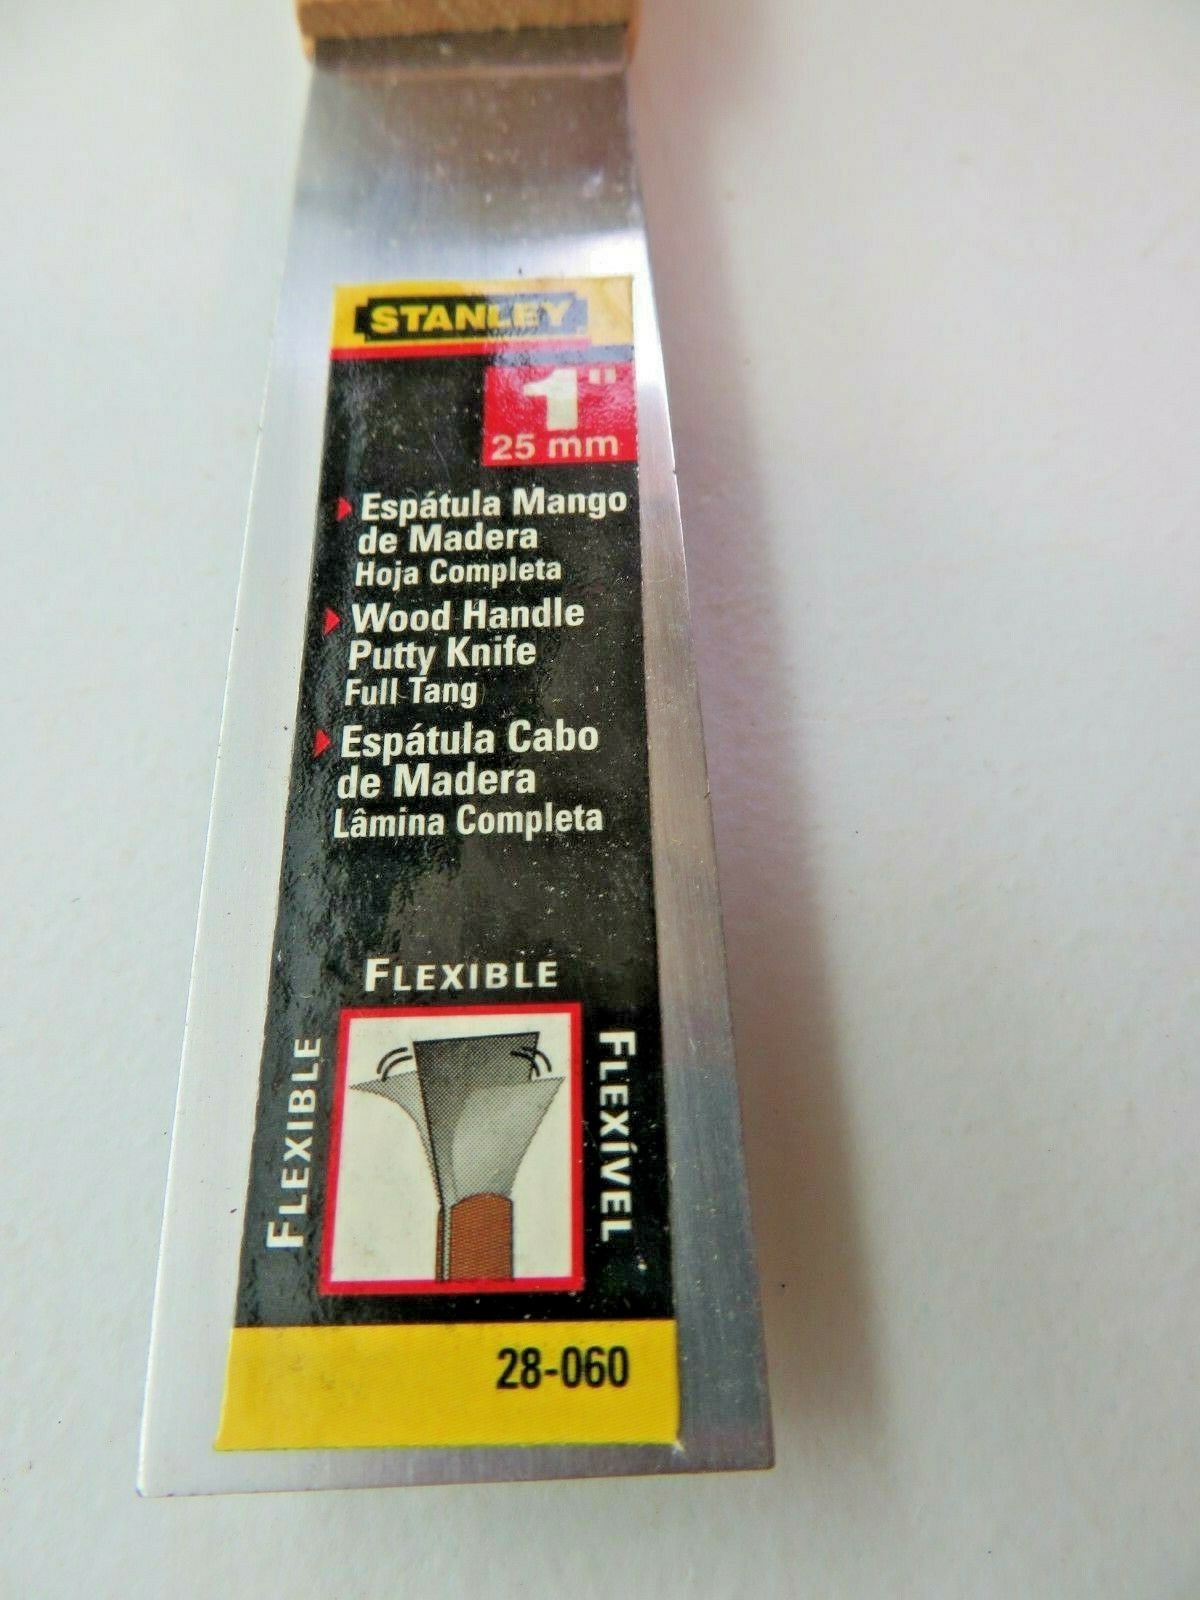 STANLEY
1"
25 mm
Espátula Mango
de Madera
Hoja Completa
Wood Handle
Putty Knife
Full Tang
Espátula Cabo
de Madera
Lâmina Completa
FLEXIBLE
FLEXIBLE
FLEXÍVEL
28-060